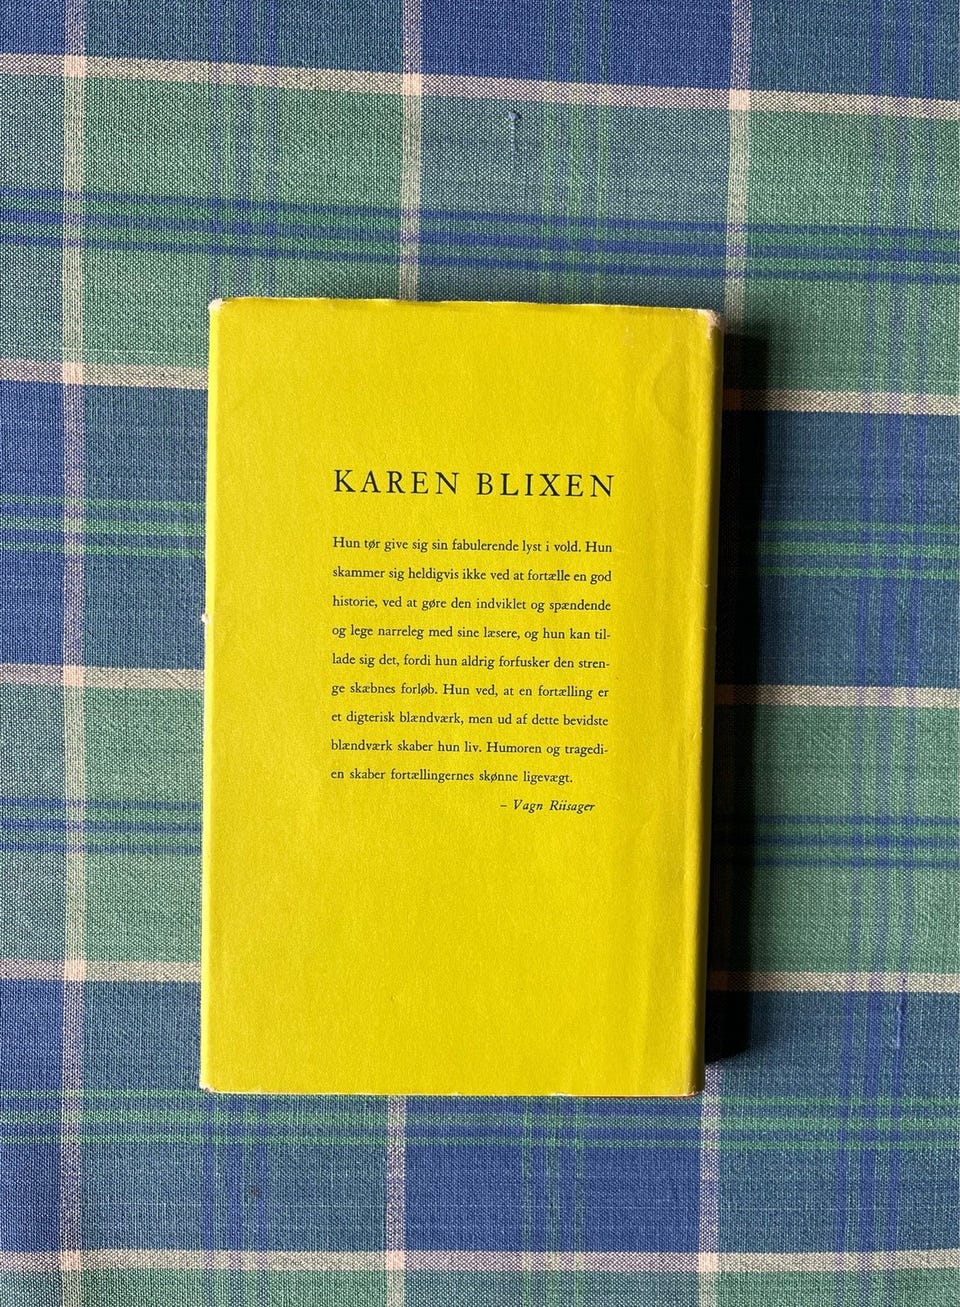 KAREN BLIXEN
Hun tør give sig sin fabulerende lyst i vold. Hun
skammer sig heldigvis ikke ved at fortælle en god
historie, ved at gøre den indviklet og spændende
og lege narreleg med sine læsere, og hun kan til-
lade sig det, fordi hun aldrig forfusker den stren-
ge skæbnes forløb. Hun ved, at en fortælling er
et digterisk blændværk, men ud af dette bevidste
blændværk skaber hun liv. Humoren og tragedi-
en skaber fortællingernes skønne ligevægt.
– Vagn Riisager